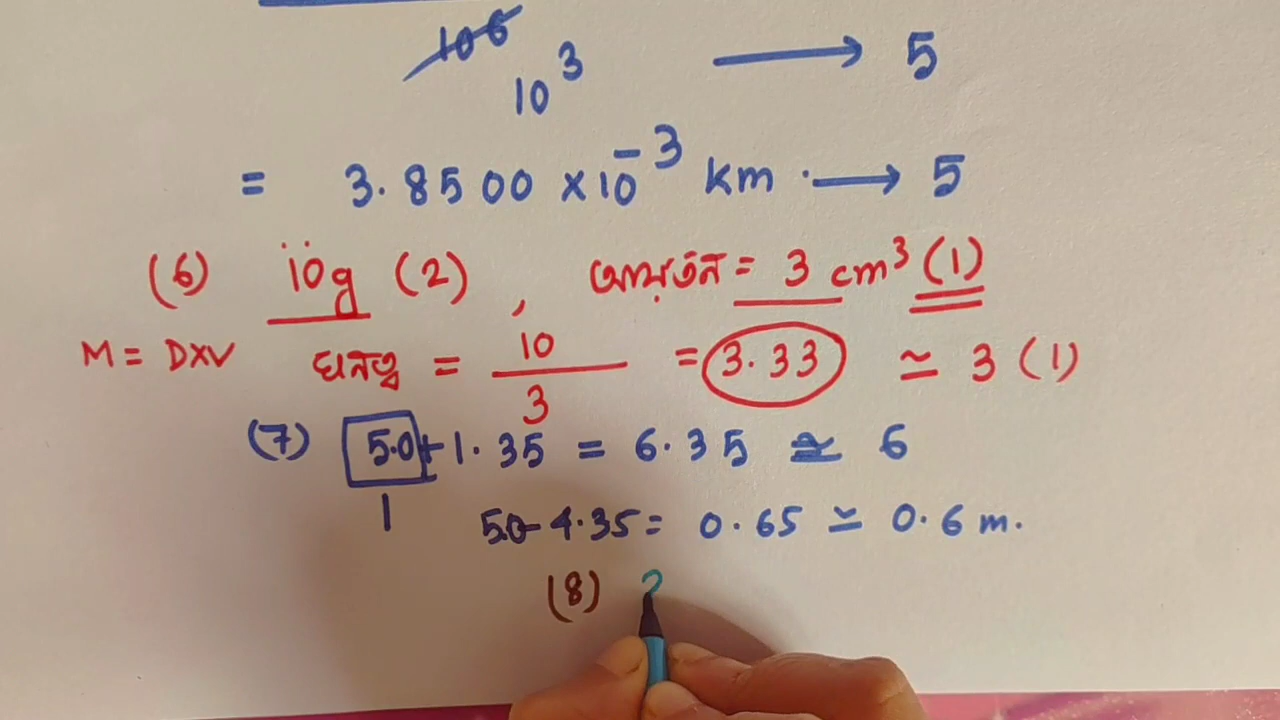 10⁶
10³ ⟶ 5
= 3.8500 ×10⁻³ km. ⟶ 5
(6) 10g (2) , আয়তন = 3 cm³ (1)
M = D×V ঘনত্ব = 10/3 = 3.33 ≃ 3 (1)
(7) 5.0+1.35 = 6.35 ≃ 6
1
5.0-4.35= 0.65 ≃ 0.6 m.
(8) 2